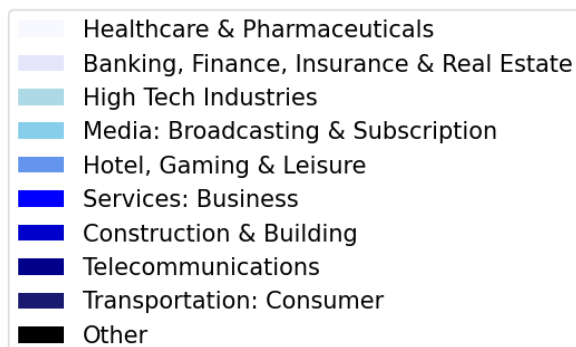 Healthcare & Pharmaceuticals
Banking, Finance, Insurance & Real Estate
High Tech Industries
Media: Broadcasting & Subscription
Hotel, Gaming & Leisure
Services: Business
Construction & Building
Telecommunications
Transportation: Consumer
Other